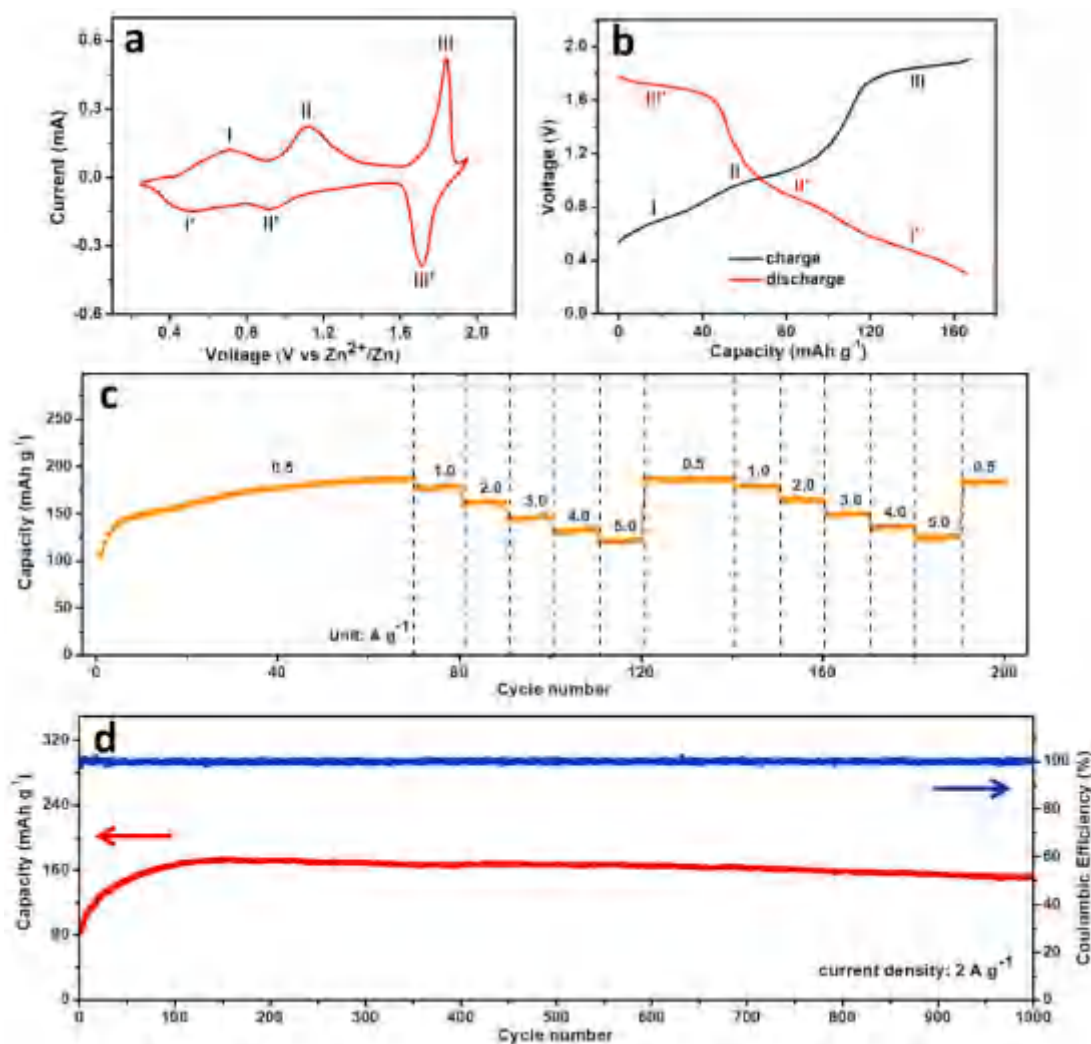 a
0.6
0.3
0.0
-0.3
-0.6
Current (mA)
I
II
III
I'
II'
III'
0.4
0.8
1.2
1.6
2.0
Voltage (V vs Zn2+/Zn)
b
2.0
1.6
1.2
0.8
0.4
0.0
Voltage (V)
III'
III
II
II'
I
I'
charge
discharge
0
40
80
120
160
Capacity (mAh g-1)
c
250
200
150
100
50
0
Capacity (mAh g-1)
0.5
1.0
2.0
3.0
4.0
5.0
0.5
1.0
2.0
3.0
4.0
5.0
0.5
Unit: A g-1
0
40
80
120
160
200
Cycle number
d
320
240
160
80
0
Capacity (mAh g-1)
100
80
60
40
20
0
Coulombic Efficiency (%)
current density: 2 A g-1
0
100
200
300
400
500
600
700
800
900
1000
Cycle number